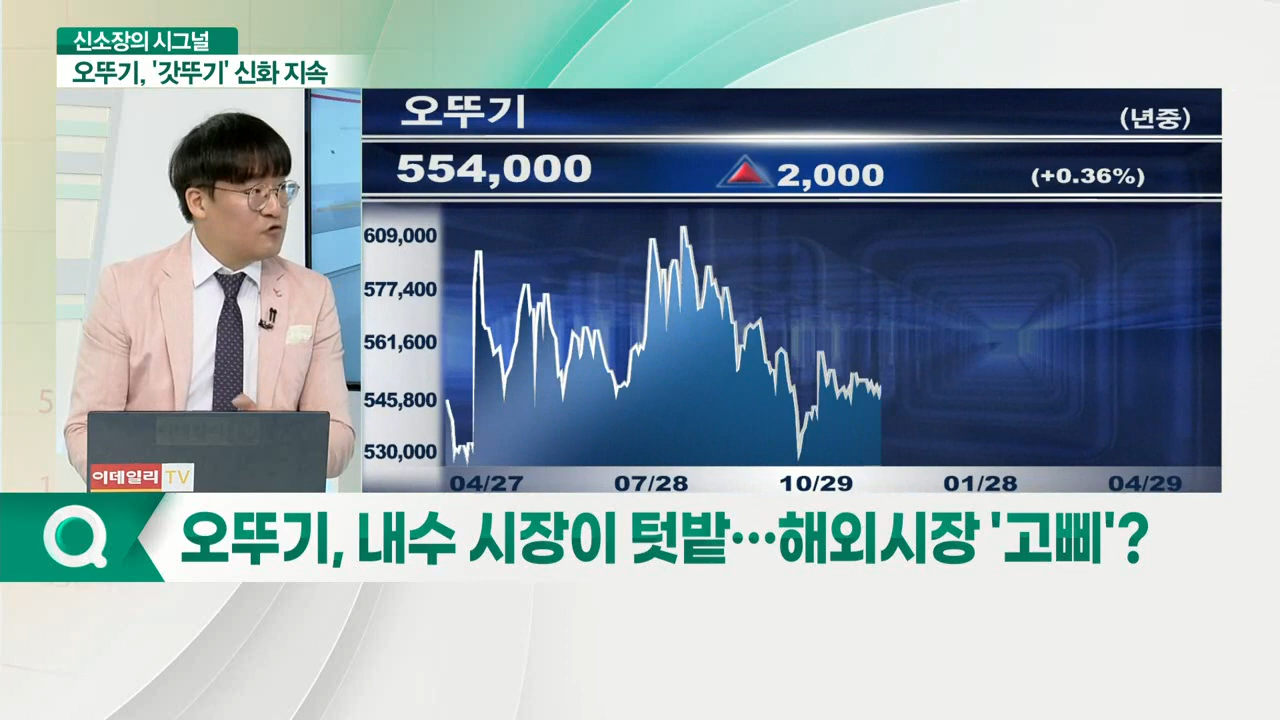 신소장의 시그널
오뚜기, '갓뚜기' 신화 지속
오뚜기
(년중)
554,000
2,000
(+0.36%)
609,000
577,400
561,600
545,800
530,000
04/27
07/28
10/29
01/28
04/29
5
1
이데일리 TV
오뚜기, 내수 시장이 텃밭…해외시장 '고삐'?